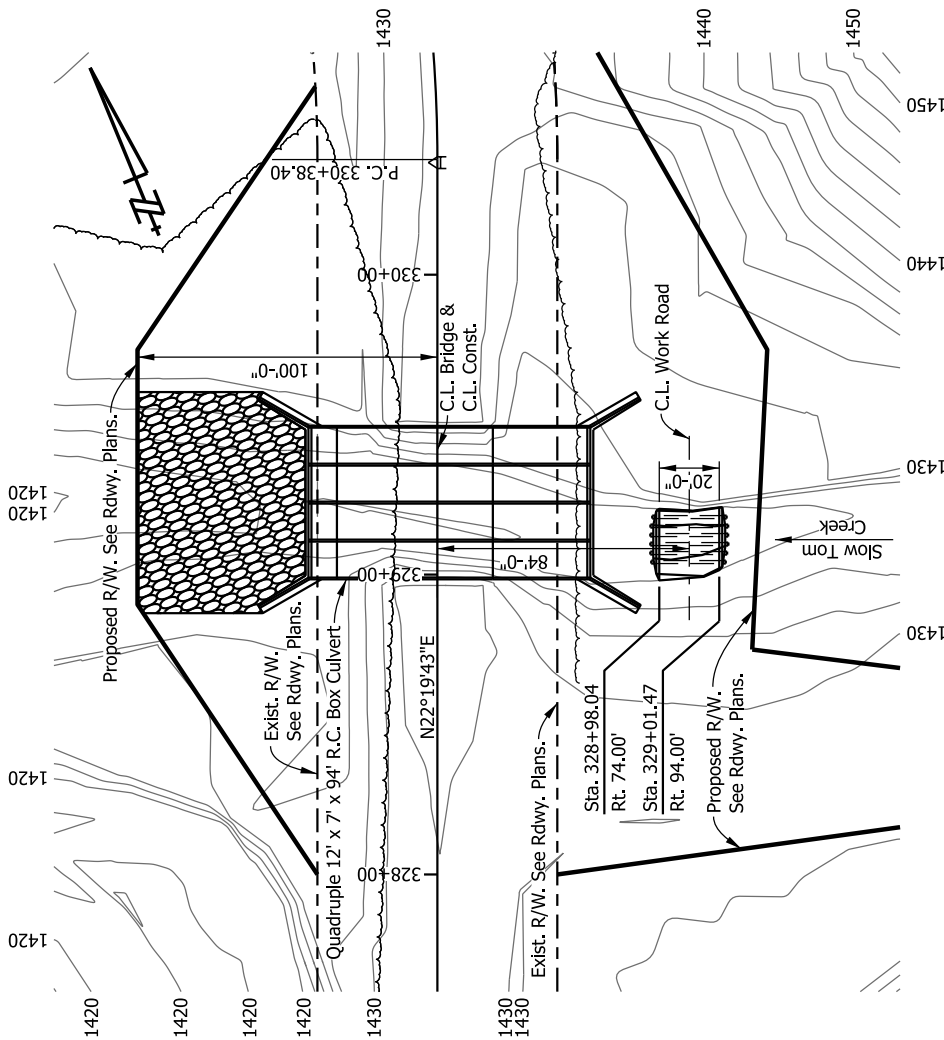 1430
1440
1450
1450
1440
1430
1430
1420
1420
1420
1420
1420
1420
1420
1420
1430
1430
1430
N
P.C. 330+38.40
330+00
329+00
328+00
100'-0"
84'-0"
20'-0"
C.L. Bridge &
C.L. Const.
C.L. Work Road
Proposed R/W. See Rdwy. Plans.
Exist. R/W.
See Rdwy. Plans.
Quadruple 12' x 7' x 94' R.C. Box Culvert
N22°19'43"E
Exist. R/W. See Rdwy. Plans.
Sta. 328+98.04
Rt. 74.00'
Sta. 329+01.47
Rt. 94.00'
Proposed R/W.
See Rdwy. Plans.
Slow Tom
Creek